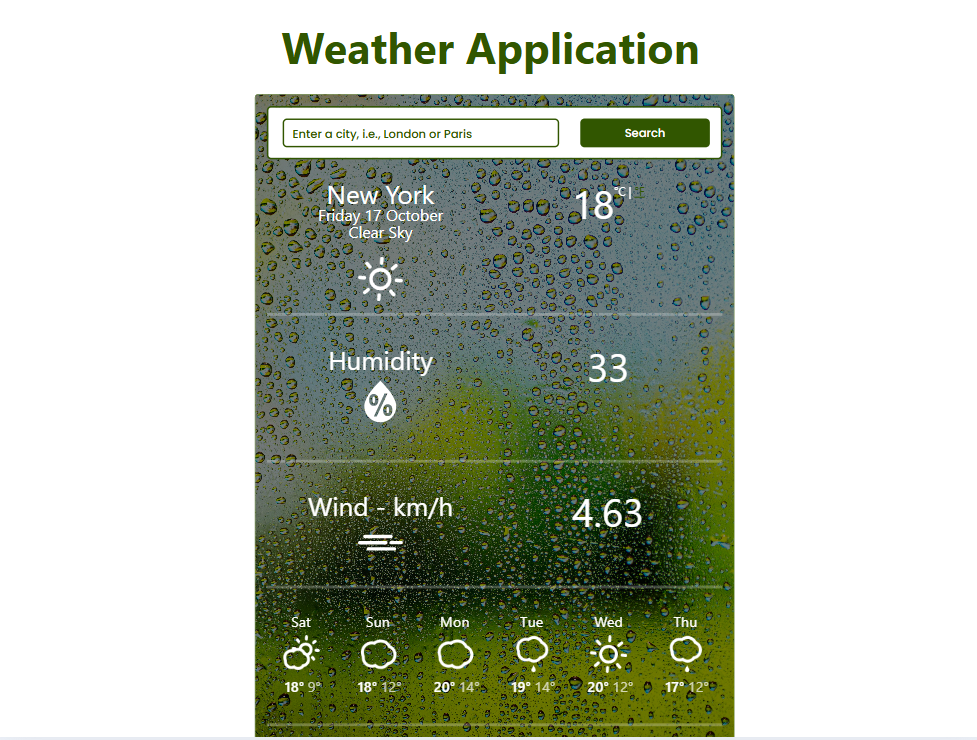 Weather Application
Enter a city, i.e., London or Paris
Search
New York
Friday 17 October
Clear Sky
18°C |
Humidity
33
%
Wind - km/h
4.63
Sat Sun Mon Tue Wed Thu
18° 9° 18° 12° 20° 14° 19° 14° 20° 12° 17° 12°